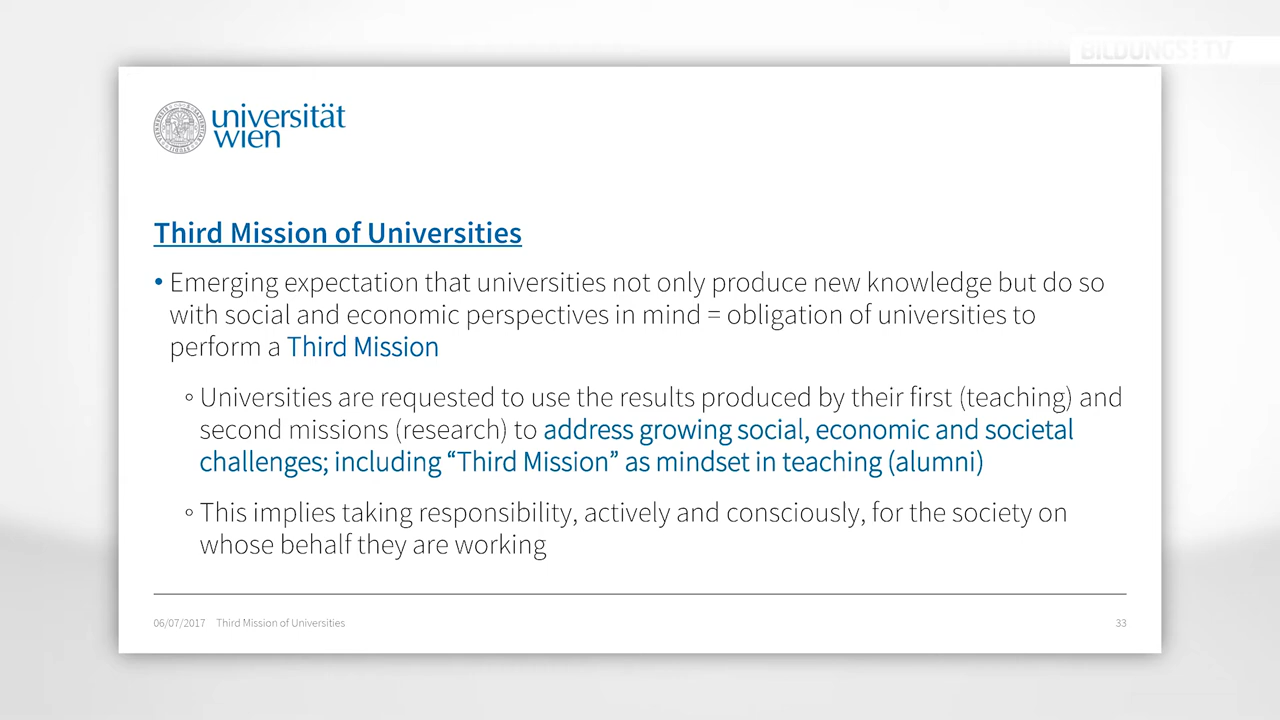 BILDUNGS TV
universität
wien
Third Mission of Universities
• Emerging expectation that universities not only produce new knowledge but do so
with social and economic perspectives in mind = obligation of universities to
perform a Third Mission
◦ Universities are requested to use the results produced by their first (teaching) and
second missions (research) to address growing social, economic and societal
challenges; including “Third Mission” as mindset in teaching (alumni)
◦ This implies taking responsibility, actively and consciously, for the society on
whose behalf they are working
06/07/2017 Third Mission of Universities 33